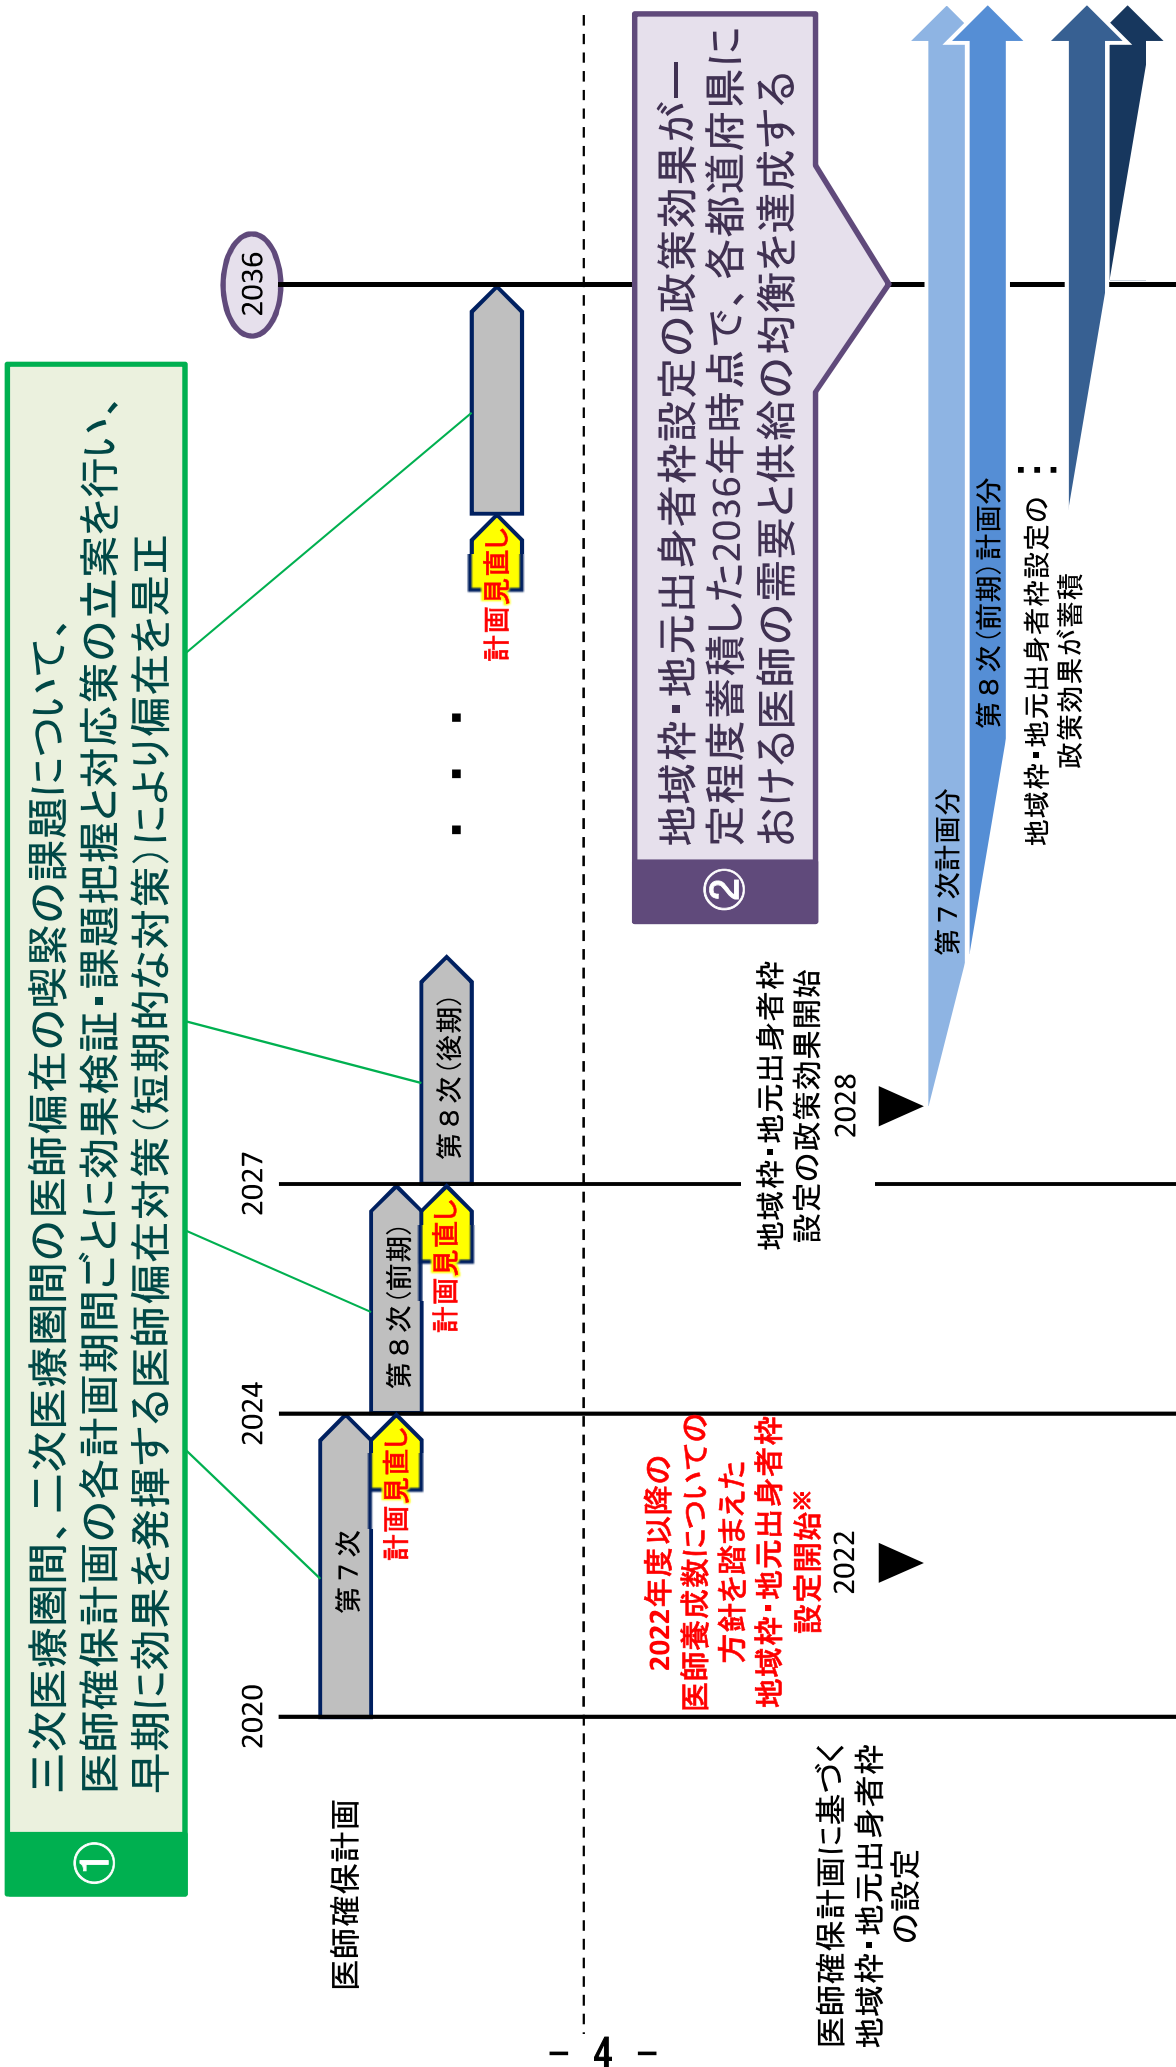 ①
三次医療圏間、二次医療圏間の医師偏在の喫緊の課題について、
医師確保計画の各計画期間ごとに効果検証・課題把握と対応策の立案を行い、
早期に効果を発揮する医師偏在対策（短期的な対策）により偏在を是正
2020
2024
2027
2036
医師確保計画
第７次
計画見直し
第８次（前期）
計画見直し
第８次（後期）
・・・
計画見直し
②
地域枠・地元出身者枠設定の政策効果が一
定程度蓄積した2036年時点で、各都道府県に
おける医師の需要と供給の均衡を達成する
2022年度以降の
医師養成数についての
方針を踏まえた
地域枠・地元出身者枠
設定開始※
2022
地域枠・地元出身者枠
設定の政策効果開始
2028
医師確保計画に基づく
地域枠・地元出身者枠
の設定
第７次計画分
第８次（前期）計画分
地域枠・地元出身者枠設定の
政策効果が蓄積
－ 4 －